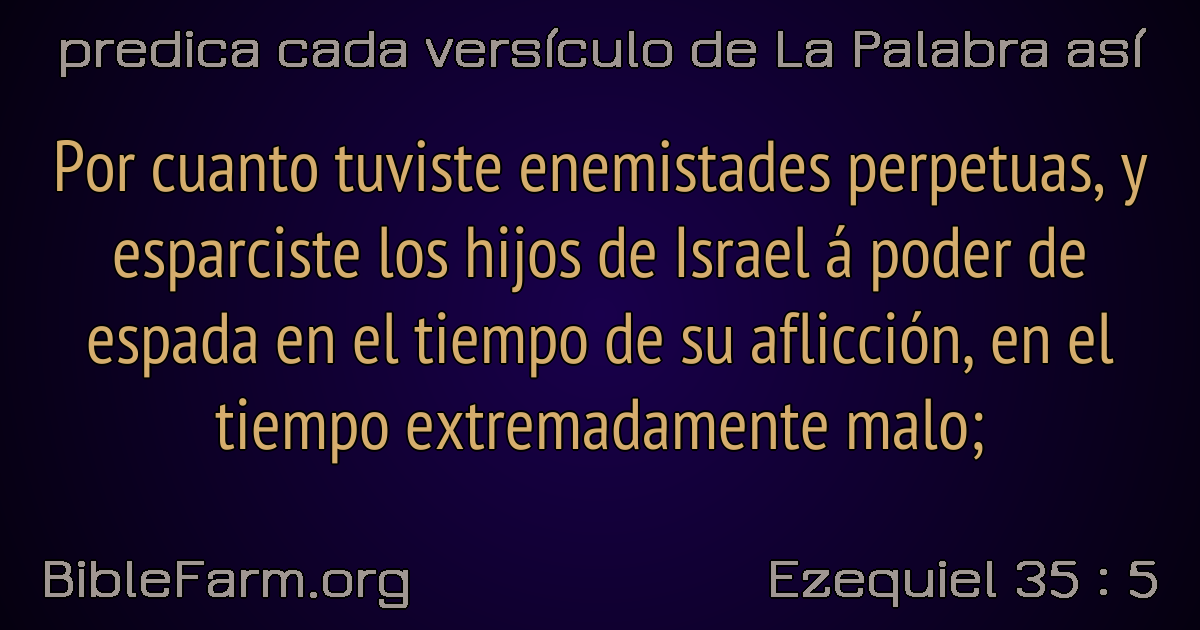 predica cada versículo de La Palabra así
Por cuanto tuviste enemistades perpetuas, y
esparciste los hijos de Israel á poder de
espada en el tiempo de su aflicción, en el
tiempo extremadamente malo;
BibleFarm.org
Ezequiel 35 : 5